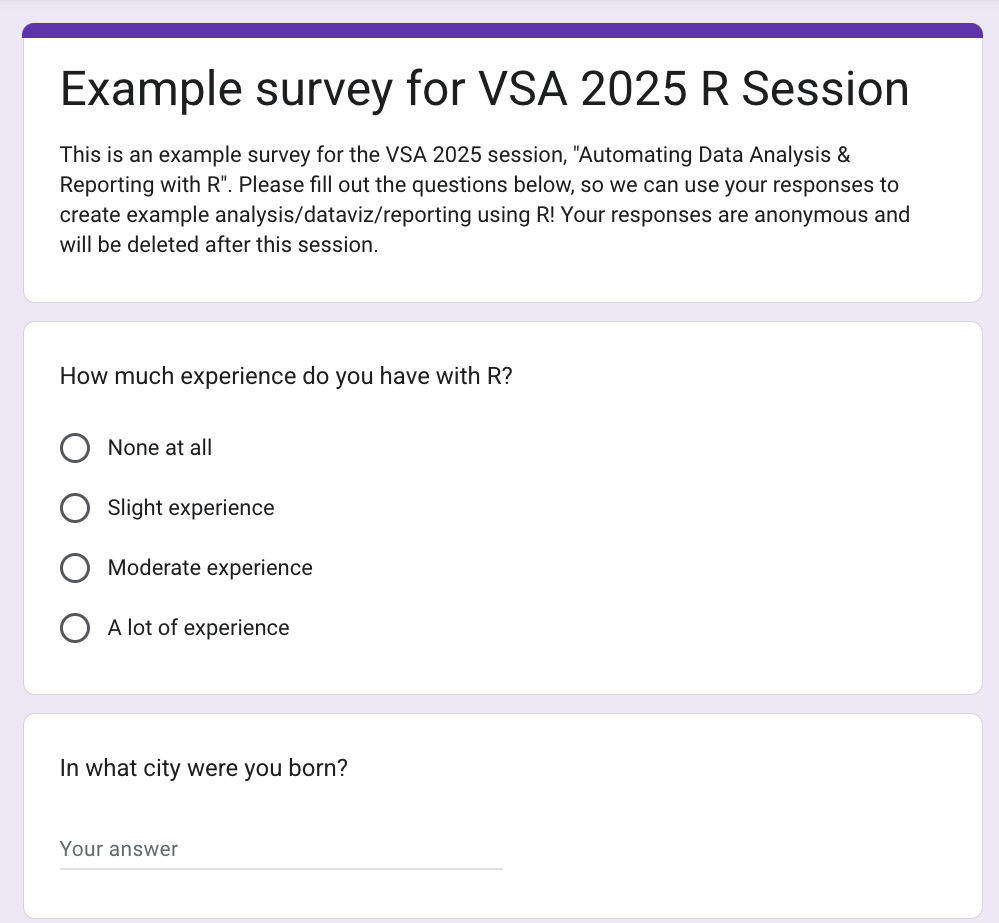 Example survey for VSA 2025 R Session
This is an example survey for the VSA 2025 session, "Automating Data Analysis &
Reporting with R". Please fill out the questions below, so we can use your responses to
create example analysis/dataviz/reporting using R! Your responses are anonymous and
will be deleted after this session.
How much experience do you have with R?
None at all
Slight experience
Moderate experience
A lot of experience
In what city were you born?
Your answer